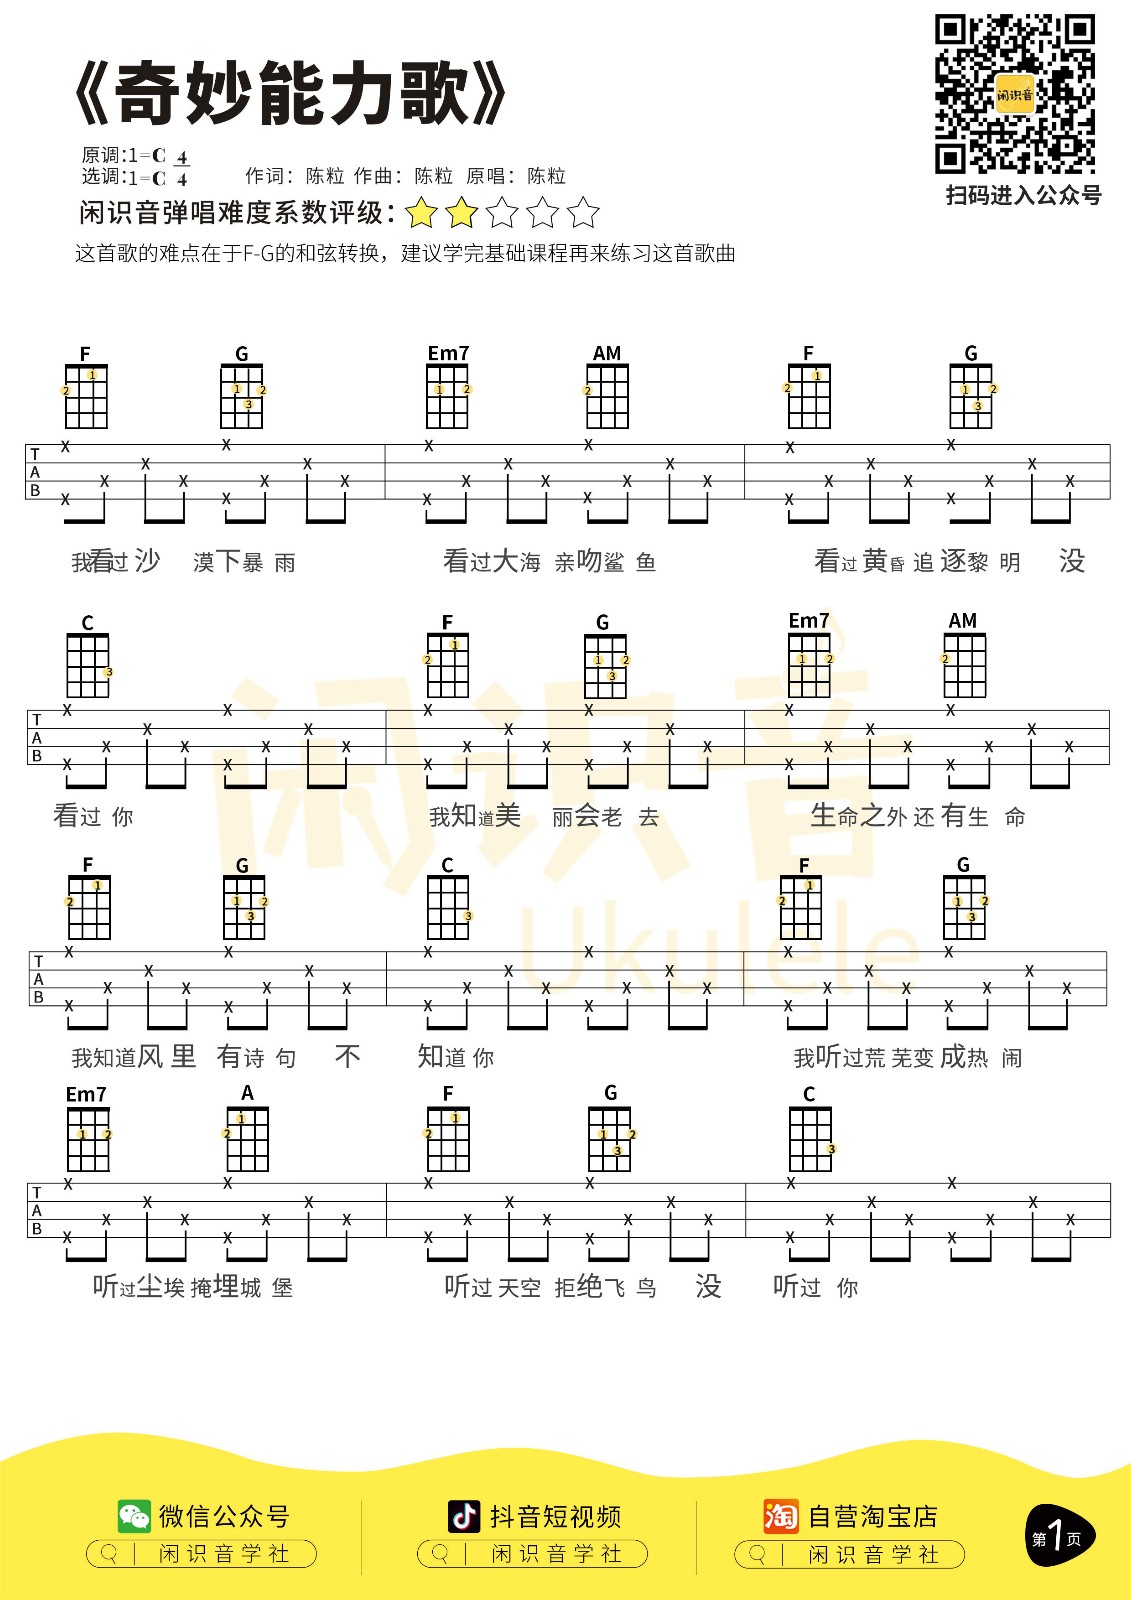 《奇妙能力歌》
闲识音
扫码进入公众号
原调:1=C 4
选调:1=C 4
作词：陈粒 作曲：陈粒 原唱：陈粒
闲识音弹唱难度系数评级：
这首歌的难点在于F-G的和弦转换，建议学完基础课程再来练习这首歌曲
F G Em7 AM F G
T A B
我看过沙 漠下暴雨 看过大海亲吻鲨鱼 看过黄昏追逐黎明 没
C F G Em7 AM
T A B
看过你 我知道美 丽会老去 生命之外还有生命
F G C F G
T A B
我知道风里有诗句 不 知道你 我听过荒芜变成热闹
Em7 A F G C
T A B
听过尘埃掩埋城堡 听过天空拒绝飞鸟 没 听过你
闲识音
Ukulele
微信公众号 抖音短视频 自营淘宝店
闲识音学社 闲识音学社 闲识音学社
第1页